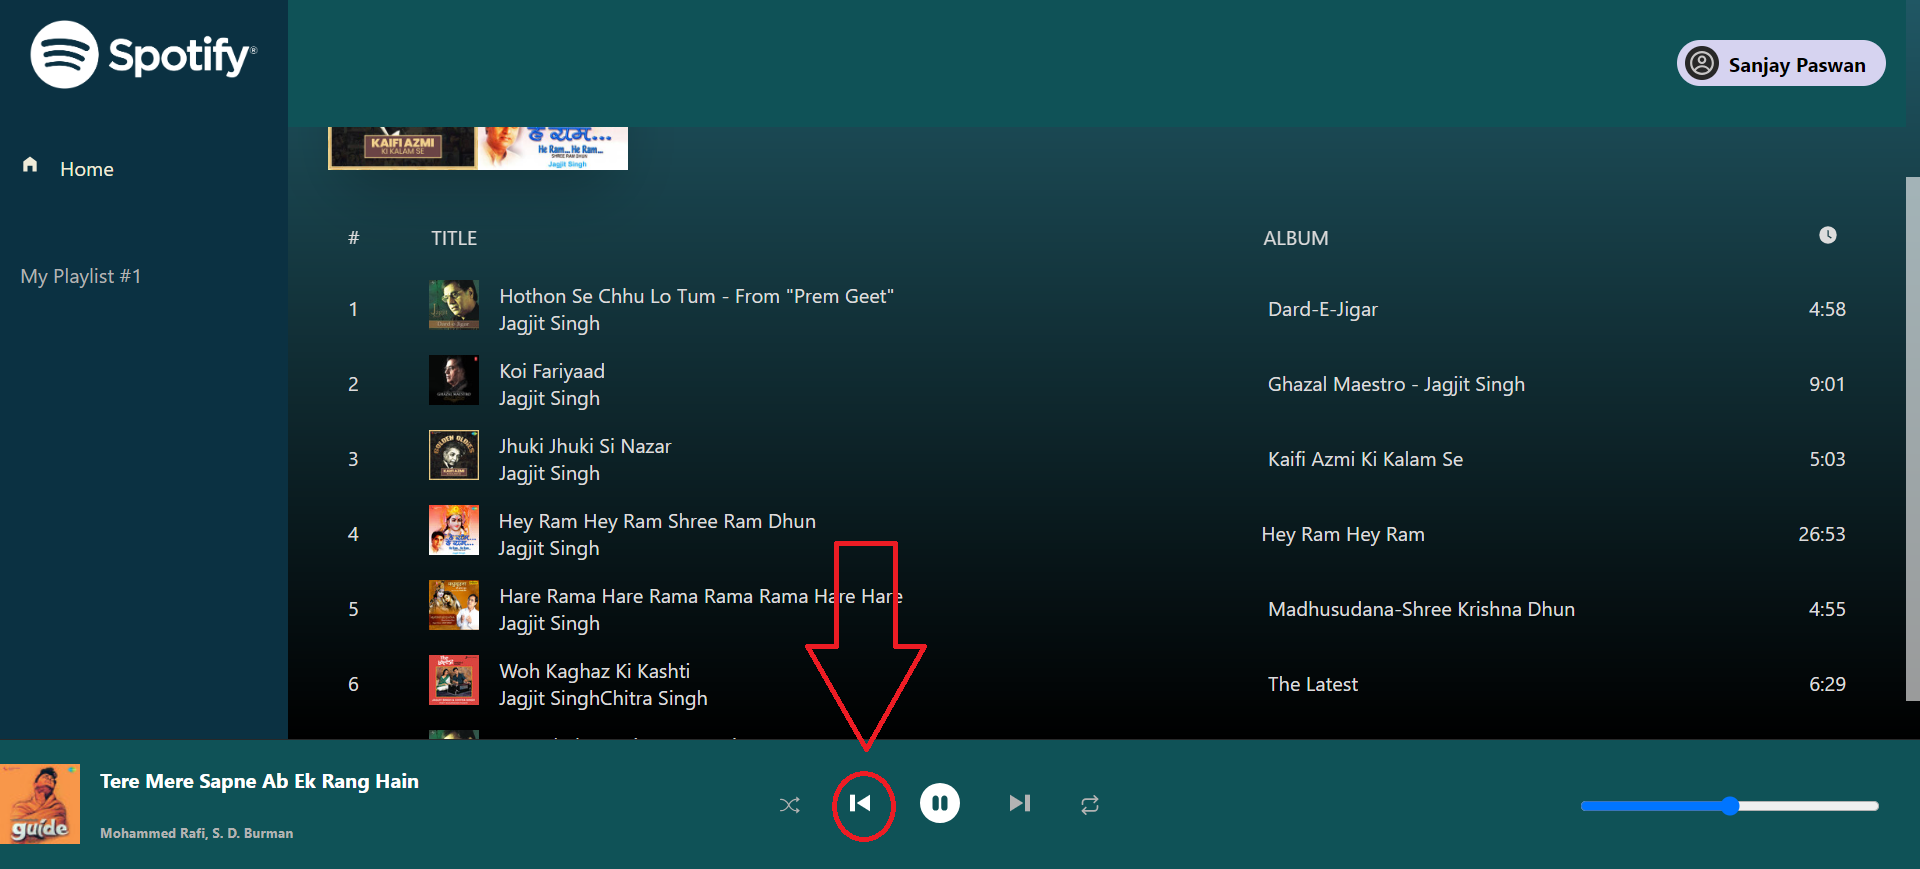 Spotify®
Sanjay Paswan
Home
My Playlist #1
KAIFI AZMI
KI KALAM SE
हे राम...
He Ram... He Ram...
SHREE RAM DHUN
Jagjit Singh
# TITLE ALBUM
1 Hothon Se Chhu Lo Tum - From "Prem Geet" Dard-E-Jigar 4:58
Jagjit Singh
2 Koi Fariyaad Ghazal Maestro - Jagjit Singh 9:01
Jagjit Singh
3 Jhuki Jhuki Si Nazar Kaifi Azmi Ki Kalam Se 5:03
Jagjit Singh
4 Hey Ram Hey Ram Shree Ram Dhun Hey Ram Hey Ram 26:53
Jagjit Singh
5 Hare Rama Hare Rama Rama Rama Hare Hare Madhusudana-Shree Krishna Dhun 4:55
Jagjit Singh
6 Woh Kaghaz Ki Kashti The Latest 6:29
Jagjit SinghChitra Singh
guide
Tere Mere Sapne Ab Ek Rang Hain
Mohammed Rafi, S. D. Burman